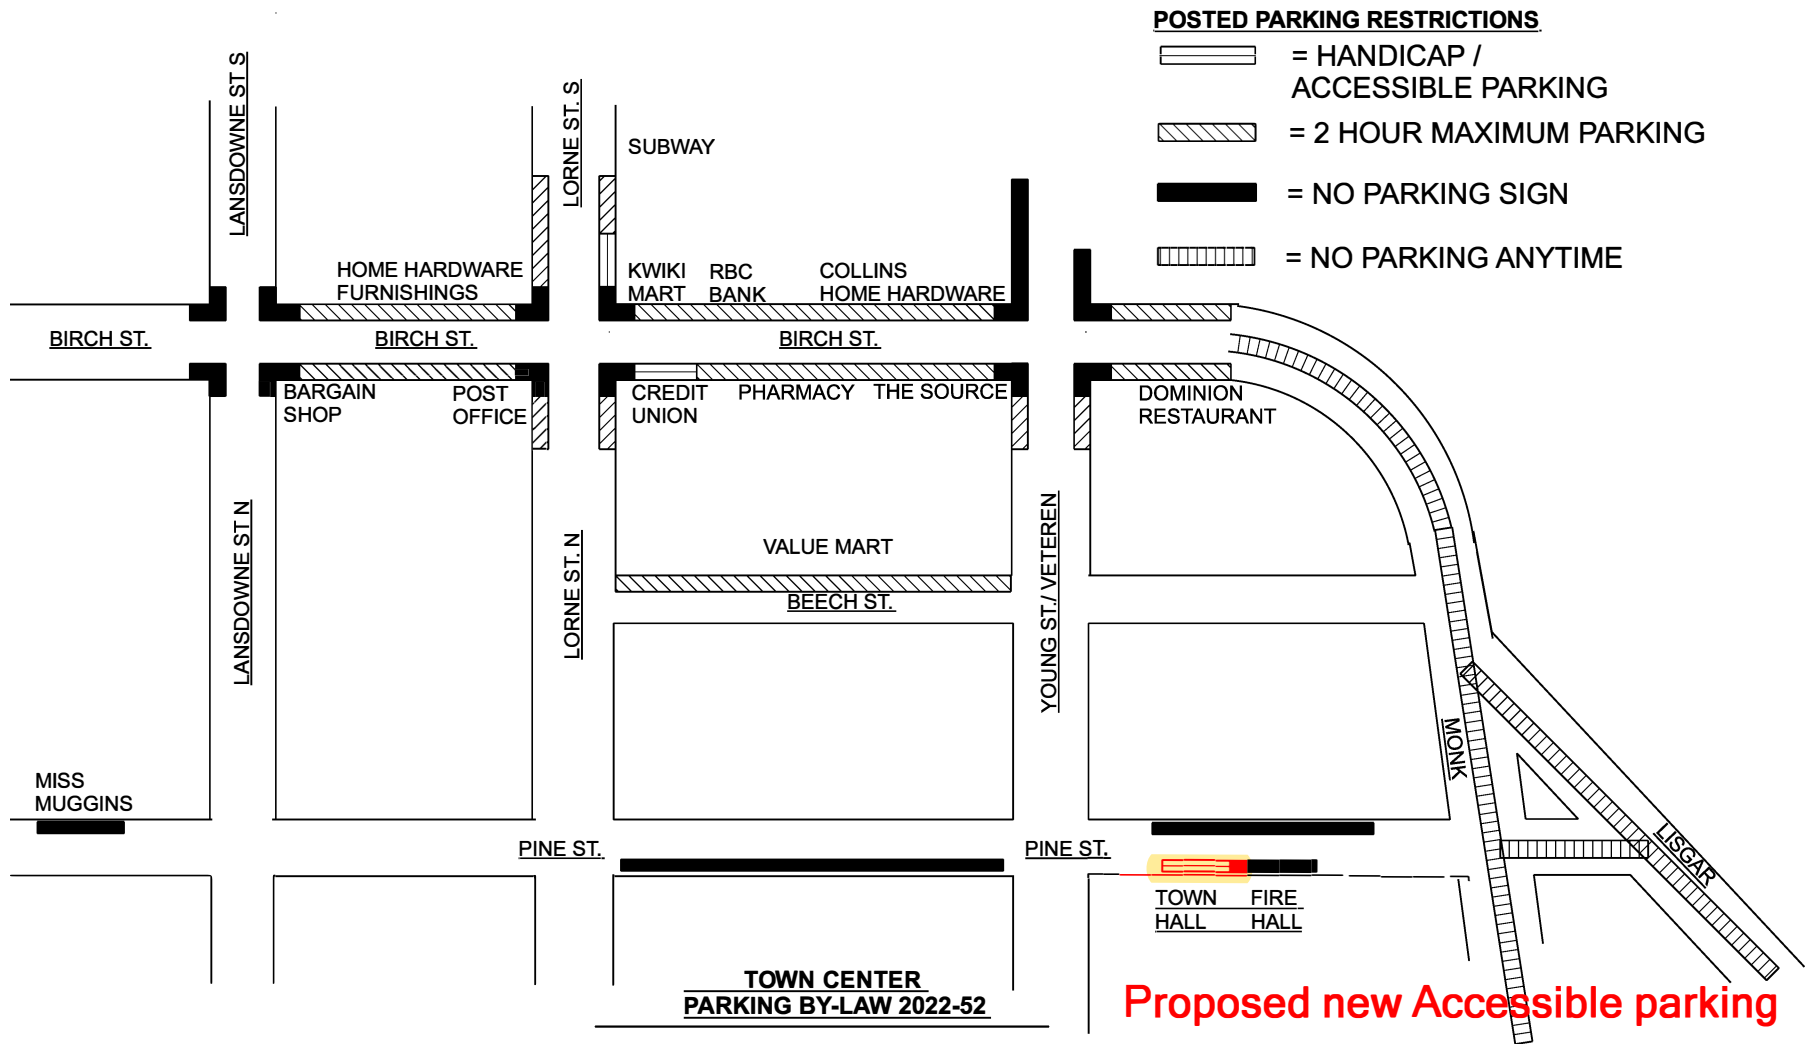 POSTED PARKING RESTRICTIONS
= HANDICAP /
ACCESSIBLE PARKING
= 2 HOUR MAXIMUM PARKING
= NO PARKING SIGN
= NO PARKING ANYTIME
LANSDOWNE ST S
LORNE ST. S
SUBWAY
HOME HARDWARE
FURNISHINGS
KWIKI
MART
RBC
BANK
COLLINS
HOME HARDWARE
BIRCH ST.
BIRCH ST.
BIRCH ST.
BARGAIN
SHOP
POST
OFFICE
CREDIT
UNION
PHARMACY
THE SOURCE
DOMINION
RESTAURANT
LANSDOWNE ST N
LORNE ST. N
VALUE MART
BEECH ST.
YOUNG ST./ VETEREN
MONK
LISGAR
MISS
MUGGINS
PINE ST.
PINE ST.
TOWN
HALL
FIRE
HALL
TOWN CENTER
PARKING BY-LAW 2022-52
Proposed new Accessible parking